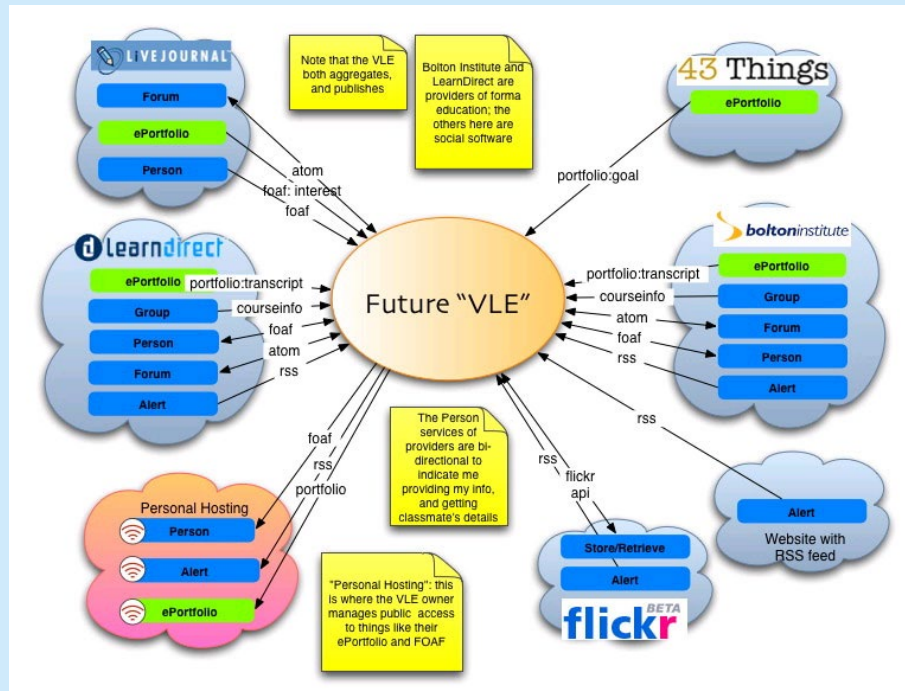 LiVEJOURNAL
Forum
ePortfolio
Person
Note that the VLE
both aggregates,
and publishes
Bolton Institute and
LearnDirect are
providers of forma
education; the
others here are
social software
43 Things
ePortfolio
atom
foaf: interest
foaf
portfolio:goal
learndirect
ePortfolio
Group
Person
Forum
Alert
portfolio:transcript
courseinfo
foaf
atom
rss
Future "VLE"
boltoninstitute
portfolio:transcript
courseinfo
atom
foaf
rss
ePortfolio
Group
Forum
Person
Alert
foaf
rss
portfolio
The Person
services of
providers are bi-
directional to
indicate me
providing my info,
and getting
classmate's details
rss
flickr
api
rss
Alert
Website with
RSS feed
Personal Hosting
Person
Alert
ePortfolio
"Personal Hosting": this
is where the VLE owner
manages public access
to things like their
ePortfolio and FOAF
Store/Retrieve
Alert
BETA
flickr